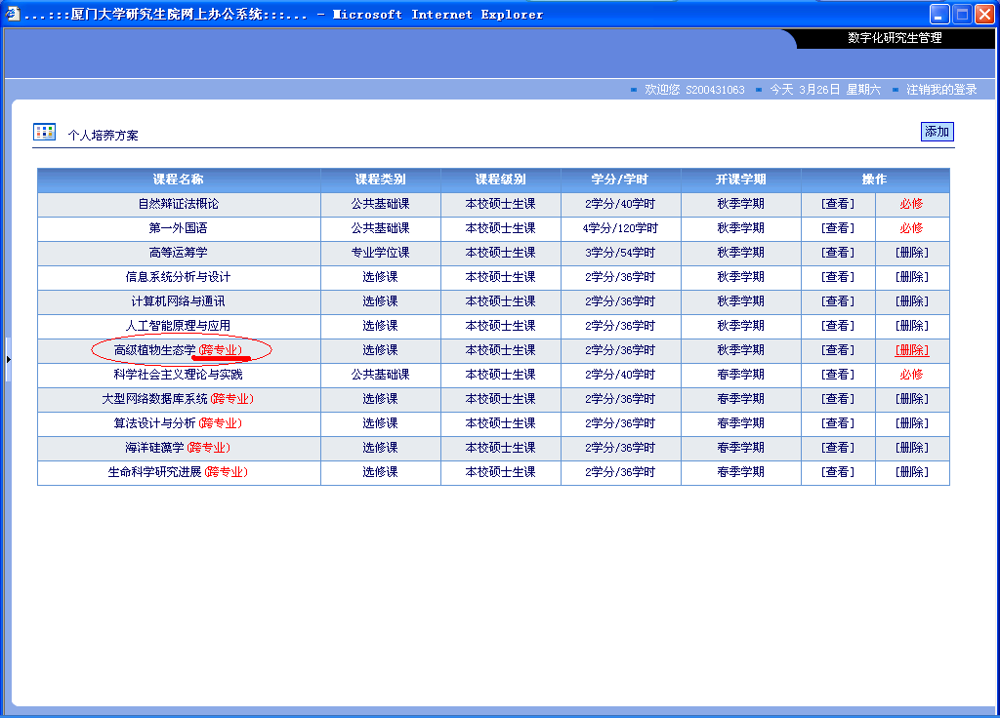 ...:::厦门大学研究生院网上办公系统:::... - Microsoft Internet Explorer
数字化研究生管理
欢迎您 S200431063 今天 3月26日 星期六 注销我的登录
个人培养方案 添加
课程名称 课程类别 课程级别 学分/学时 开课学期 操作
自然辩证法概论 公共基础课 本校硕士生课 2学分/40学时 秋季学期 [查看] 必修
第一外国语 公共基础课 本校硕士生课 4学分/120学时 秋季学期 [查看] 必修
高等运筹学 专业学位课 本校硕士生课 3学分/54学时 秋季学期 [查看] [删除]
信息系统分析与设计 选修课 本校硕士生课 2学分/36学时 秋季学期 [查看] [删除]
计算机网络与通讯 选修课 本校硕士生课 2学分/36学时 秋季学期 [查看] [删除]
人工智能原理与应用 选修课 本校硕士生课 2学分/36学时 秋季学期 [查看] [删除]
高级植物生态学(跨专业) 选修课 本校硕士生课 2学分/36学时 秋季学期 [查看] [删除]
科学社会主义理论与实践 公共基础课 本校硕士生课 2学分/40学时 春季学期 [查看] 必修
大型网络数据库系统(跨专业) 选修课 本校硕士生课 2学分/36学时 春季学期 [查看] [删除]
算法设计与分析(跨专业) 选修课 本校硕士生课 2学分/36学时 春季学期 [查看] [删除]
海洋硅藻学(跨专业) 选修课 本校硕士生课 2学分/36学时 春季学期 [查看] [删除]
生命科学研究进展(跨专业) 选修课 本校硕士生课 2学分/36学时 春季学期 [查看] [删除]